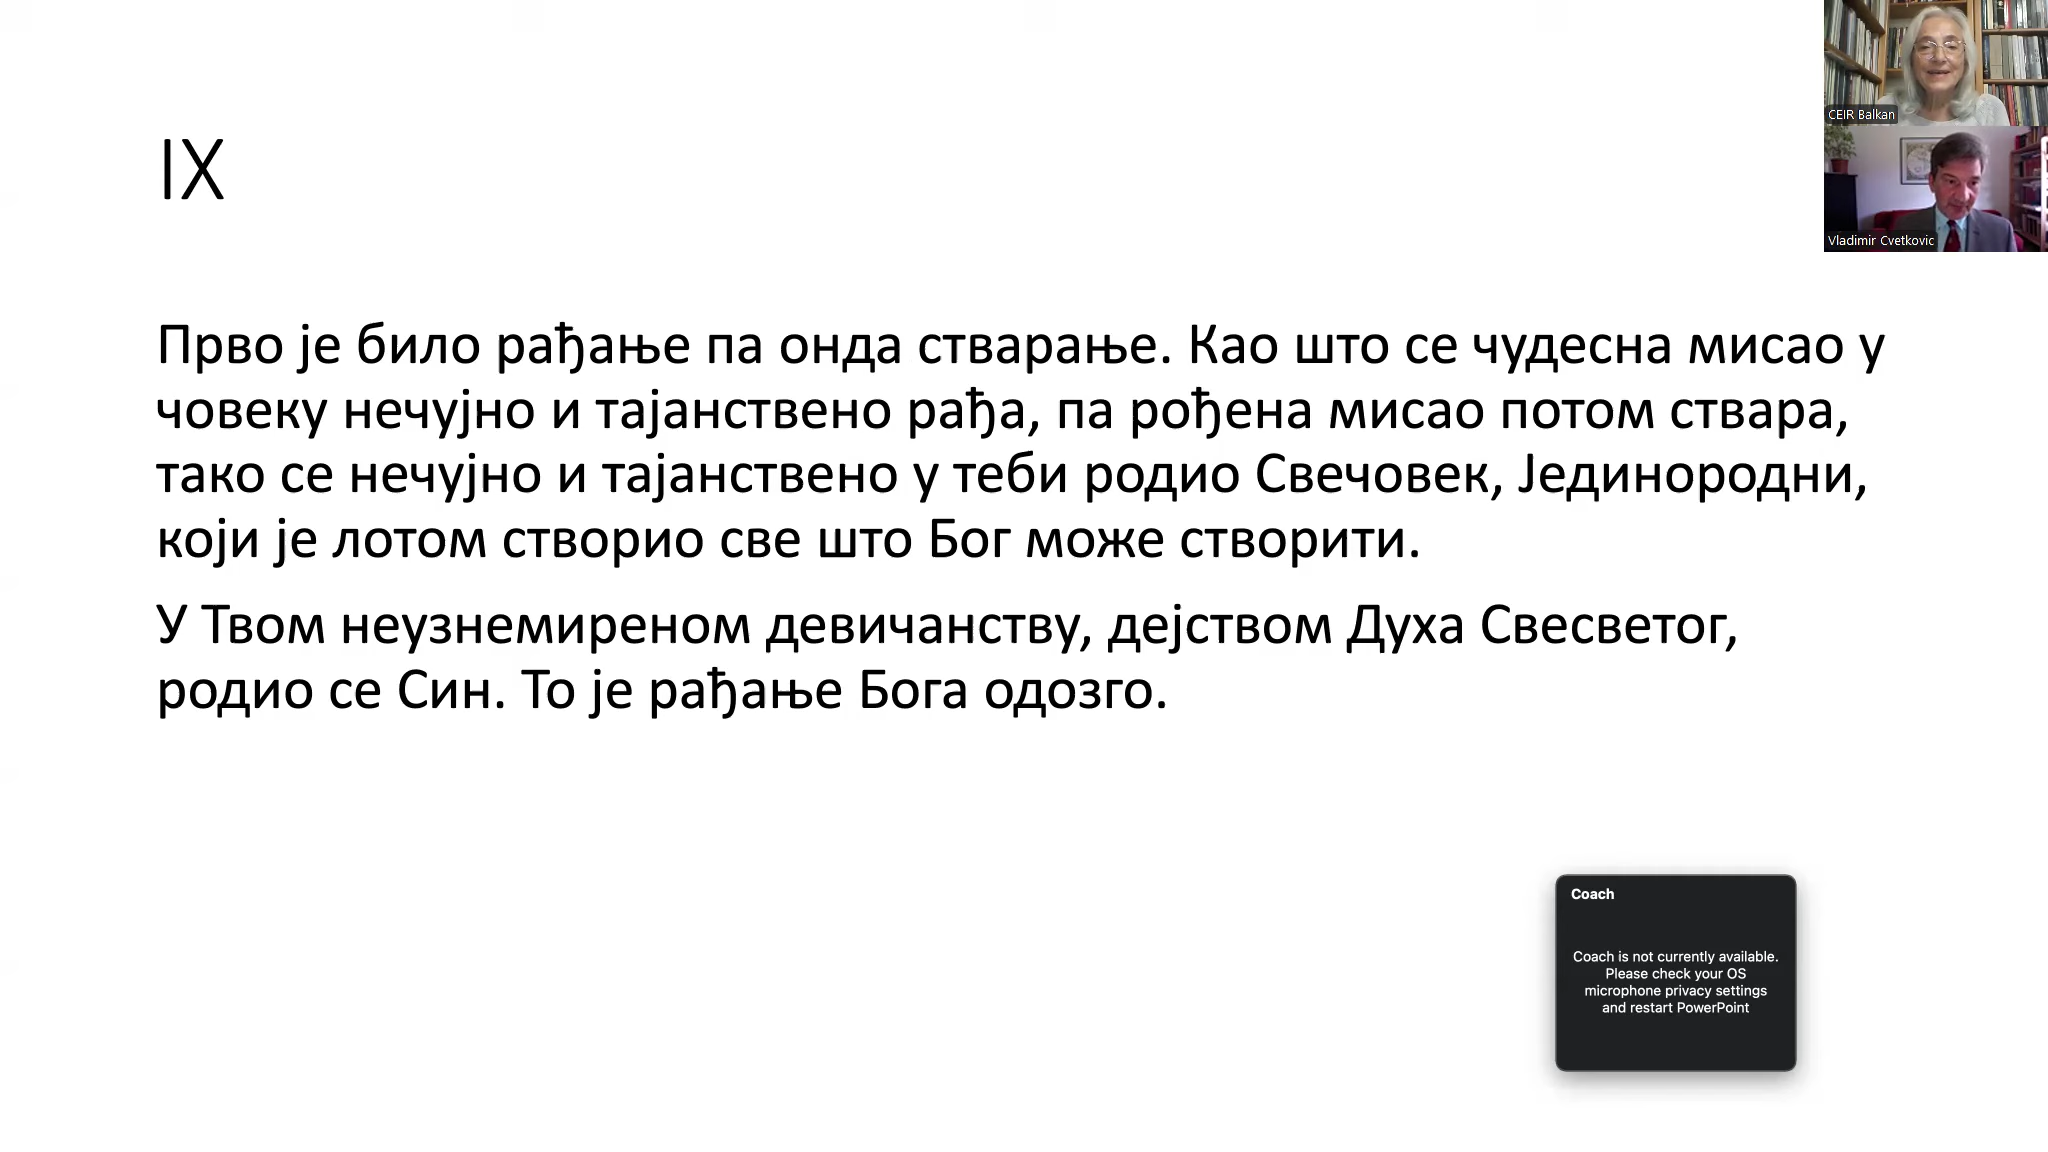 IX
Прво је било рађање па онда стварање. Као што се чудесна мисао у
човеку нечујно и тајанствено рађа, па рођена мисао потом ствара,
тако се нечујно и тајанствено у теби родио Свечовек, Јединородни,
који је лотом створио све што Бог може створити.
У Твом неузнемиреном девичанству, дејством Духа Свесветог,
родио се Син. То је рађање Бога одозго.
CEIR Balkan
Vladimir Cvetkovic
Coach
Coach is not currently available.
Please check your OS
microphone privacy settings
and restart PowerPoint